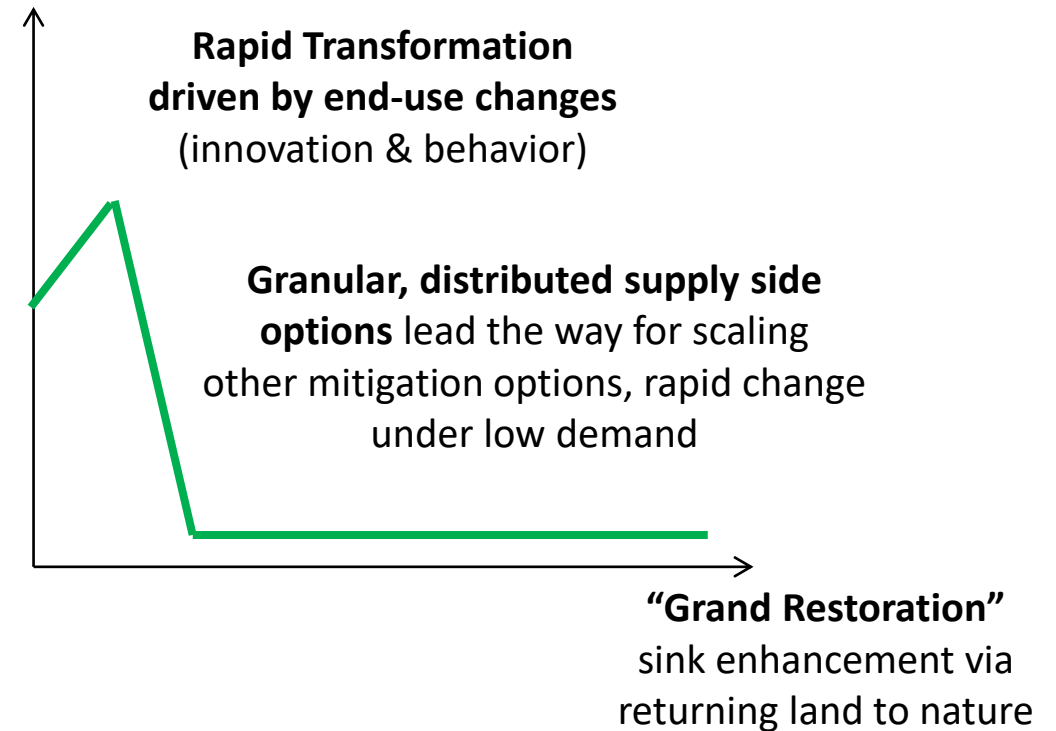 Rapid Transformation
driven by end-use changes
(innovation & behavior)
Granular, distributed supply side
options lead the way for scaling
other mitigation options, rapid change
under low demand
“Grand Restoration”
sink enhancement via
returning land to nature